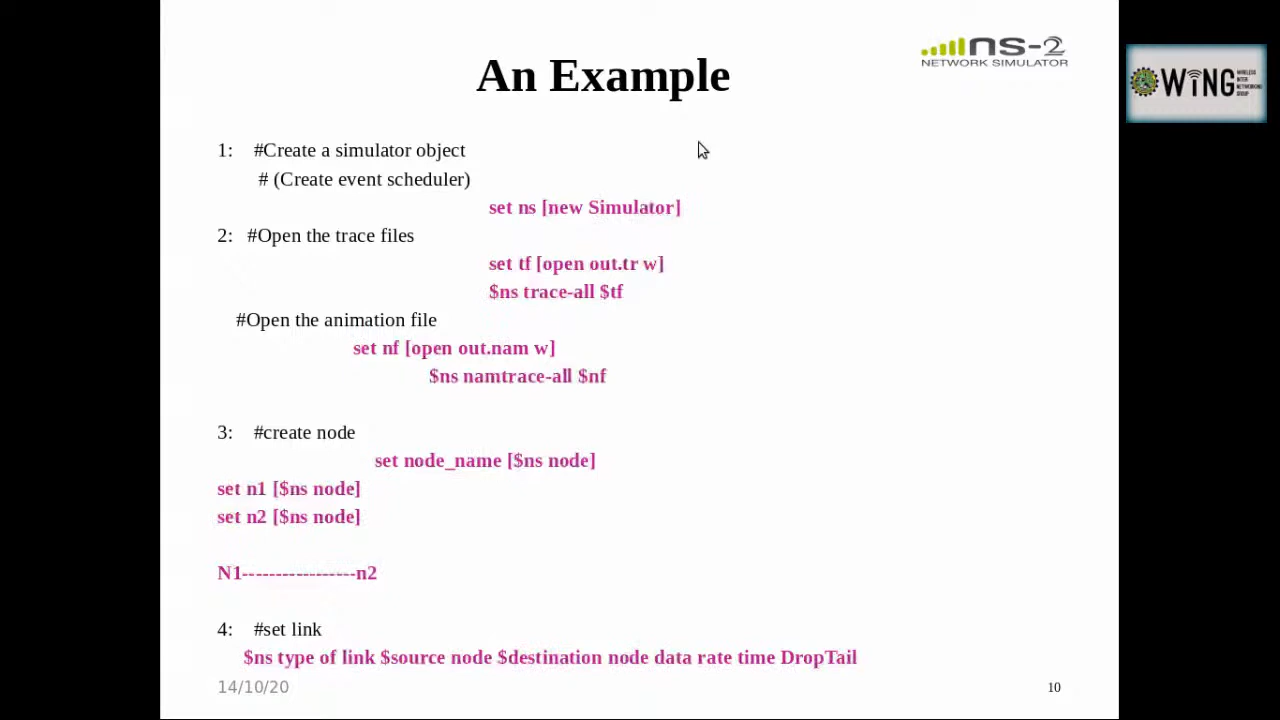 ns-2
NETWORK SIMULATOR
WiNG
WIRELESS
INTER
NETWORKING
GROUP
An Example
1: #Create a simulator object
# (Create event scheduler)
set ns [new Simulator]
2: #Open the trace files
set tf [open out.tr w]
$ns trace-all $tf
#Open the animation file
set nf [open out.nam w]
$ns namtrace-all $nf
3: #create node
set node_name [$ns node]
set n1 [$ns node]
set n2 [$ns node]
N1-----------------n2
4: #set link
$ns type of link $source node $destination node data rate time DropTail
14/10/20
10